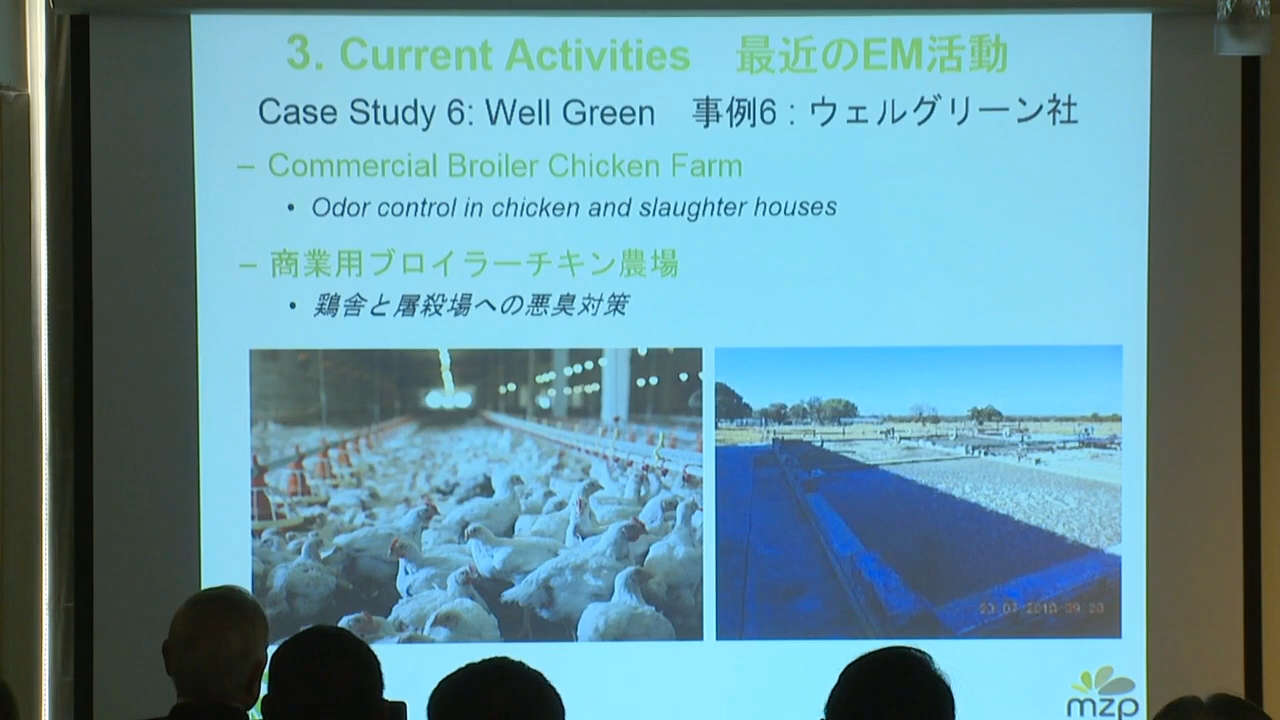 3. Current Activities 最近のEM活動
Case Study 6: Well Green 事例6：ウェルグリーン社
– Commercial Broiler Chicken Farm
• Odor control in chicken and slaughter houses
– 商業用ブロイラーチキン農場
• 鶏舎と屠殺場への悪臭対策
mzp